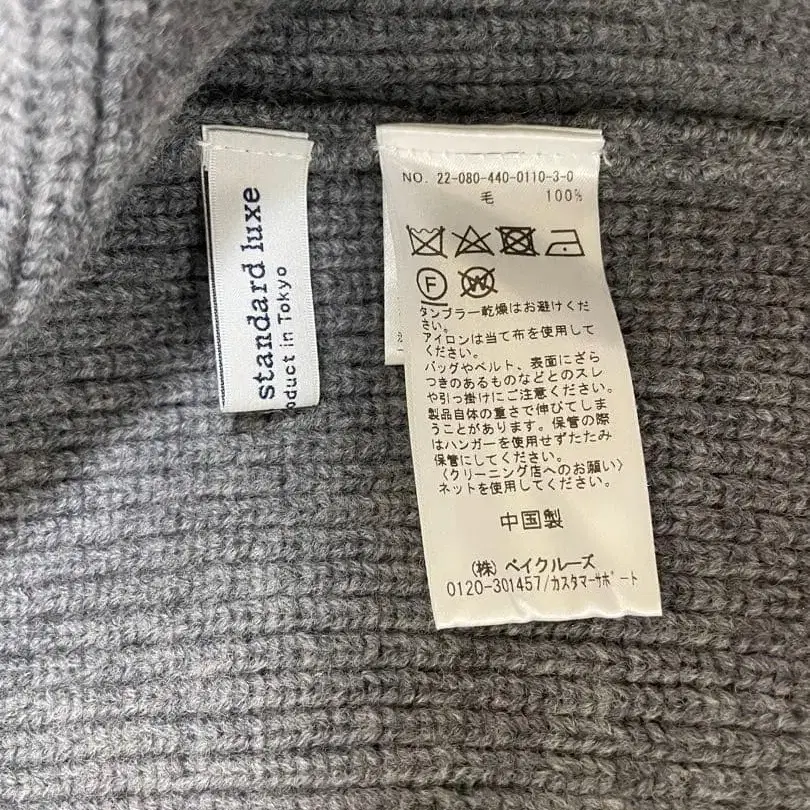 standard luxe
oduct in Tokyo
NO. 22-080-440-0110-3-0
毛 100%
F
W
タンブラー乾燥はお避けくだ
さい。
アイロンは当て布を使用して
ください。
バッグやベルト、表面にざら
つきのあるものなどとのスレ
や引っ掛けにご注意ください。
製品自体の重さで伸びてしま
うことがあります。保管の際
はハンガーを使用せずたたみ
保管にしてください。
〈クリーニング店へのお願い〉
ネットを使用してください。
中国製
(株) ベイクルーズ
0120-301457/カスタマーサポート